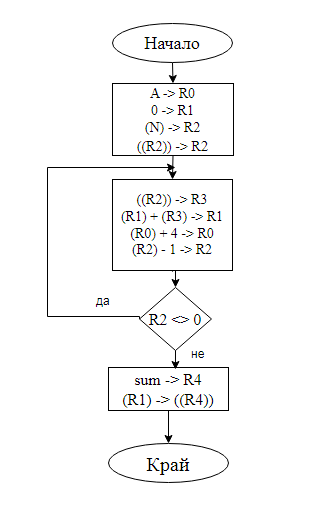 Начало
A -> R0
0 -> R1
(N) -> R2
((R2)) -> R2
((R2)) -> R3
(R1) + (R3) -> R1
(R0) + 4 -> R0
(R2) - 1 -> R2
да
R2 <> 0
не
sum -> R4
(R1) -> ((R4))
Край